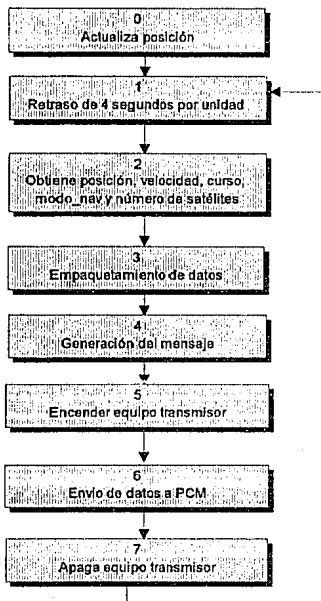 0
Actualiza posición
1
Retraso de 4 segundos por unidad
2
Obtiene posición, velocidad, curso,
modo_nav y número de satélites
3
Empaquetamiento de datos
4
Generación del mensaje
5
Encender equipo transmisor
6
Envio de datos a PCM
7
Apaga equipo transmisor